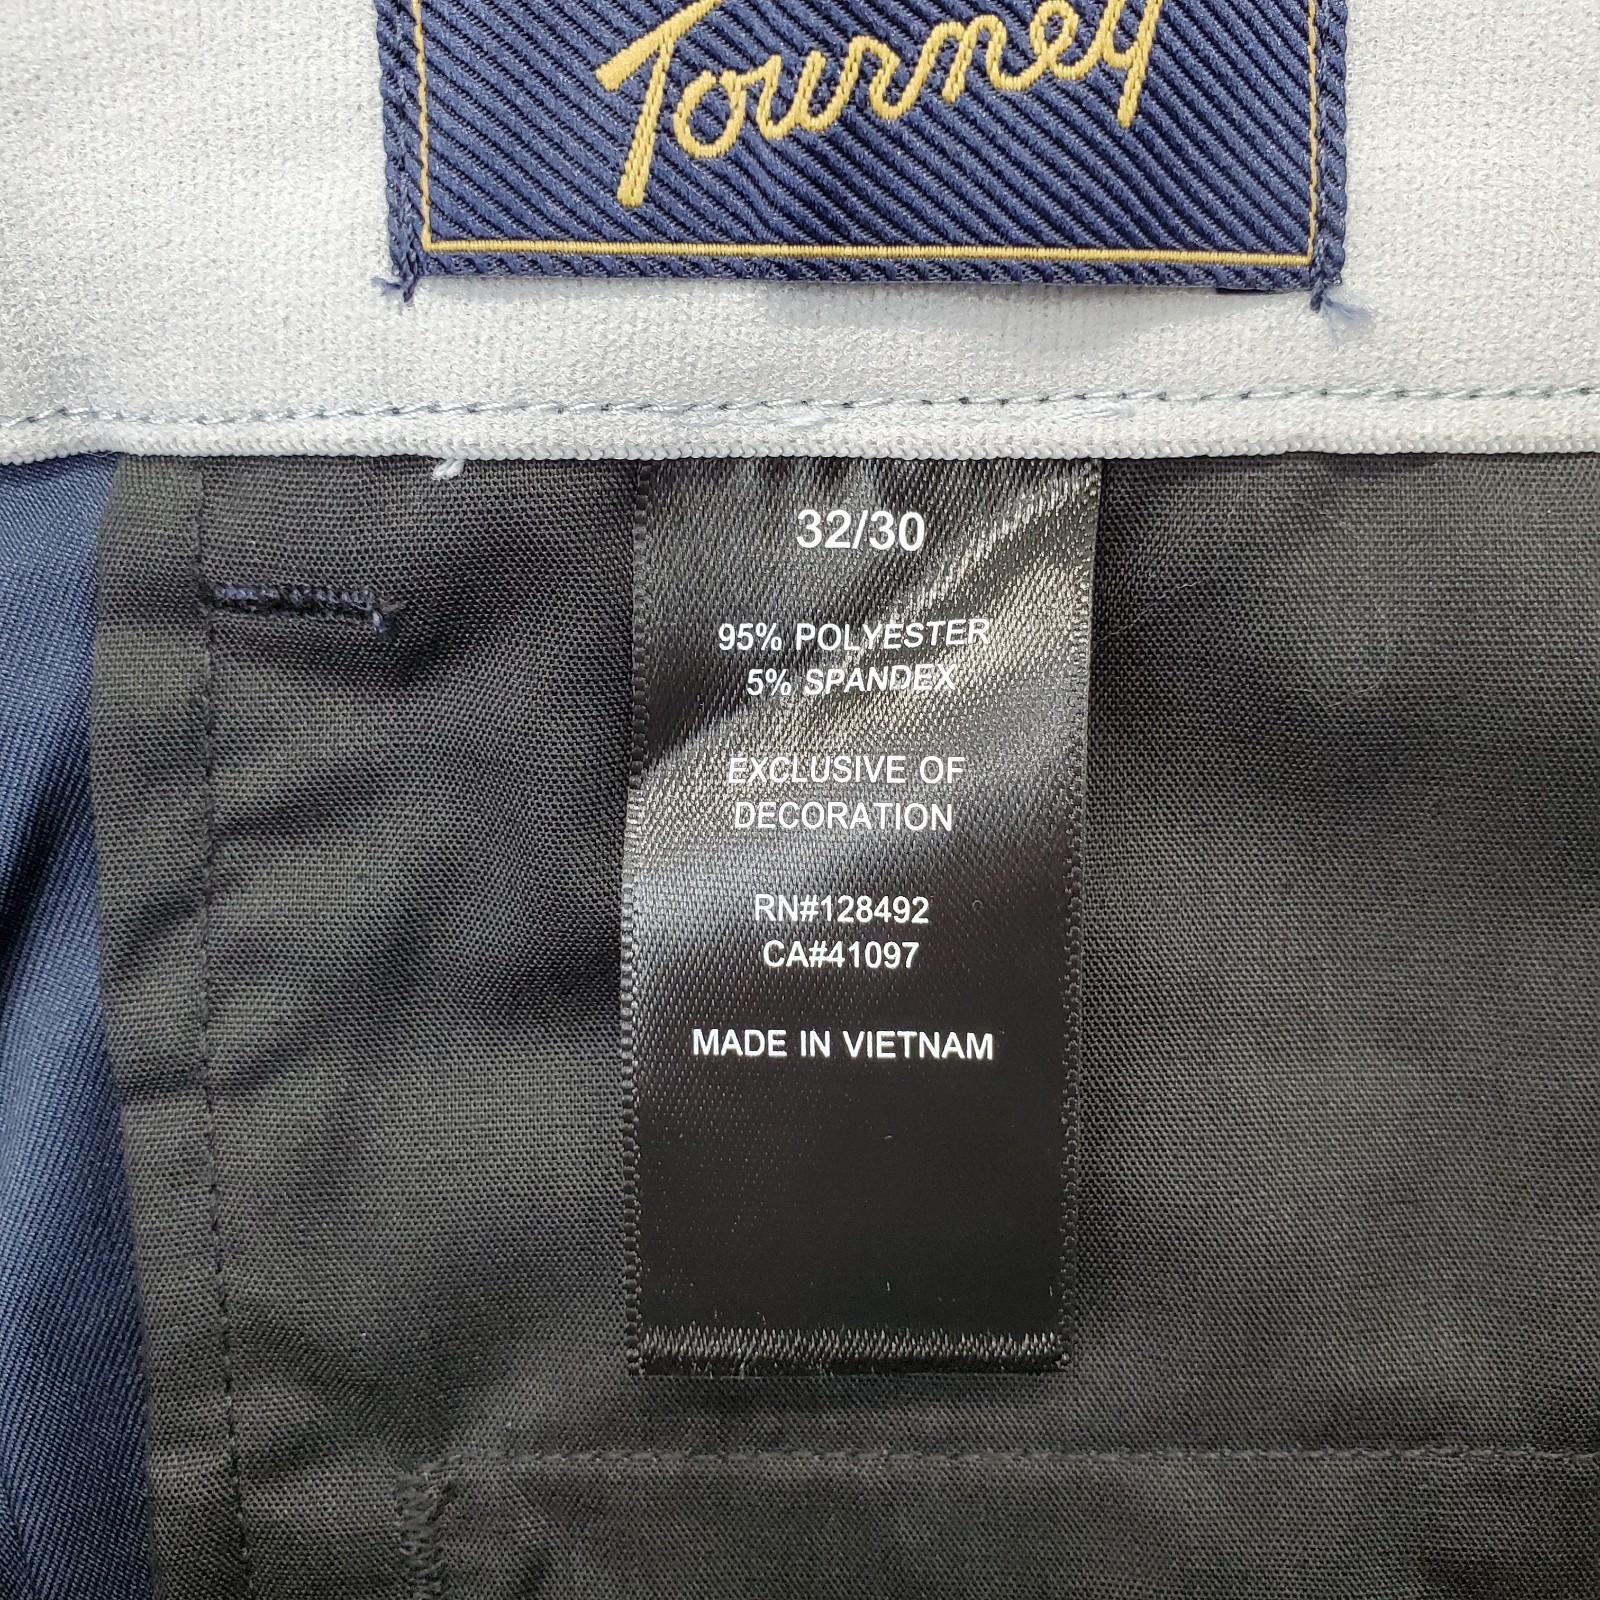 Tourney
32/30
95% POLYESTER
5% SPANDEX
EXCLUSIVE OF
DECORATION
RN#128492
CA#41097
MADE IN VIETNAM